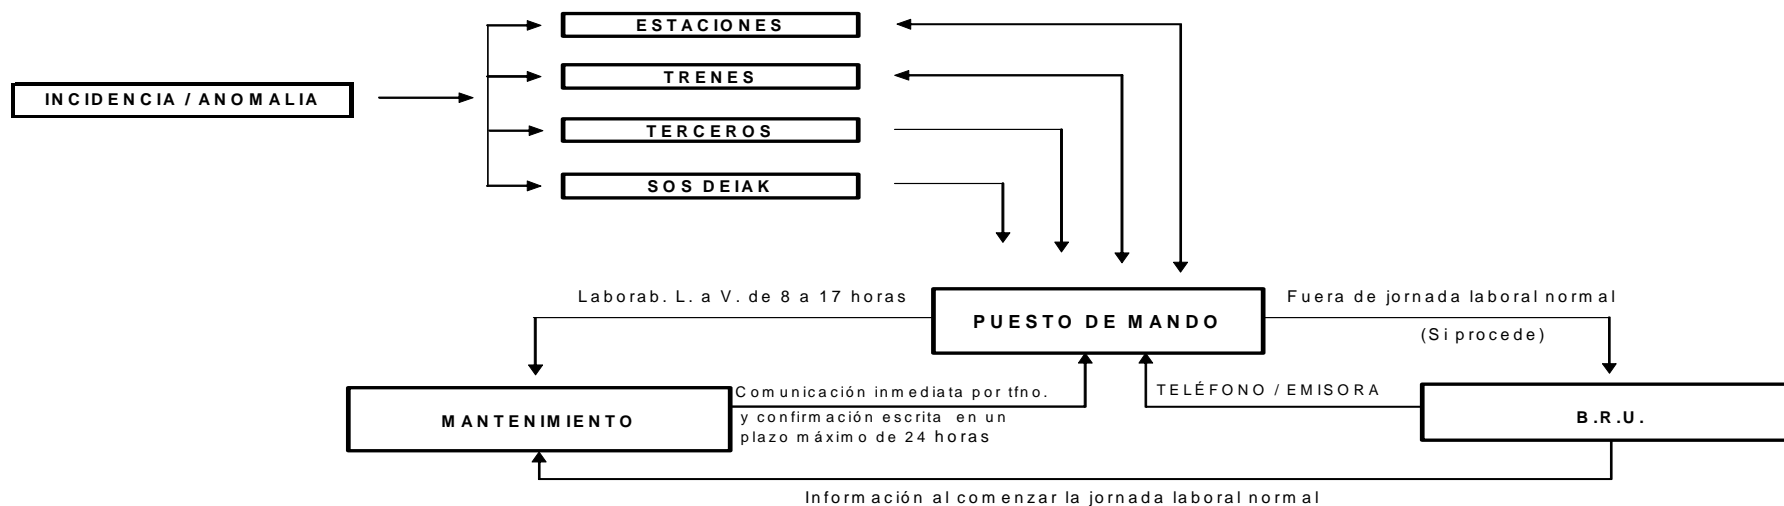 ESTACIONES
TRENES
INCIDENCIA / ANOMALIA
TERCEROS
SOS DEIAK
Laborab. L. a V. de 8 a 17 horas
PUESTO DE MANDO
Fuera de jornada laboral normal
(Si procede)
MANTENIMIENTO
Comunicación inmediata por tfno.
y confirmación escrita en un
plazo máximo de 24 horas
TELÉFONO / EMISORA
B.R.U.
Información al comenzar la jornada laboral normal